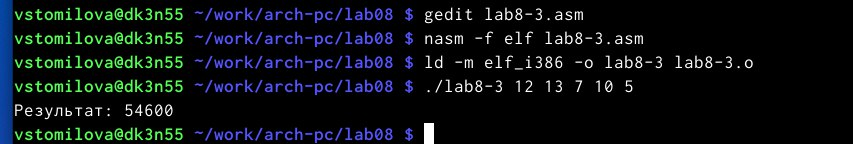 vstomilova@dk3n55 ~/work/arch-pc/lab08 $ gedit lab8-3.asm
vstomilova@dk3n55 ~/work/arch-pc/lab08 $ nasm -f elf lab8-3.asm
vstomilova@dk3n55 ~/work/arch-pc/lab08 $ ld -m elf_i386 -o lab8-3 lab8-3.o
vstomilova@dk3n55 ~/work/arch-pc/lab08 $ ./lab8-3 12 13 7 10 5
Результат: 54600
vstomilova@dk3n55 ~/work/arch-pc/lab08 $